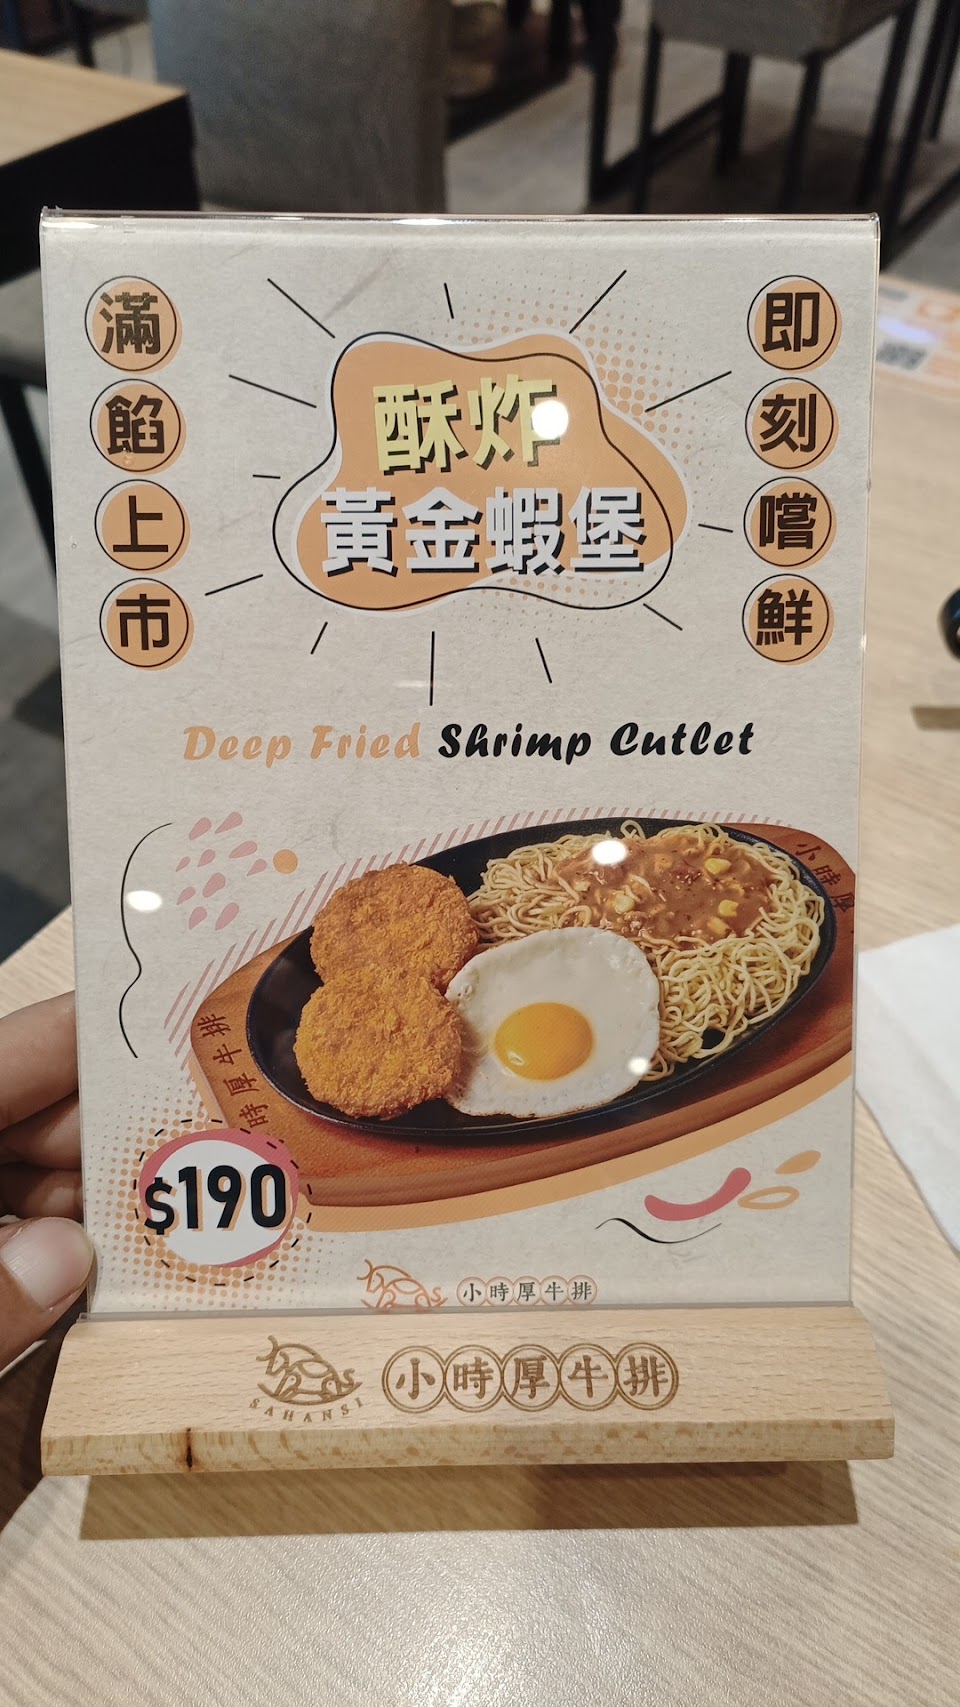 滿餡上市
即刻嚐鮮
酥炸
黃金蝦堡
Deep Fried Shrimp Cutlet
小時厚
時厚牛排
$190
小時厚牛排
小時厚牛排
SAHANSI